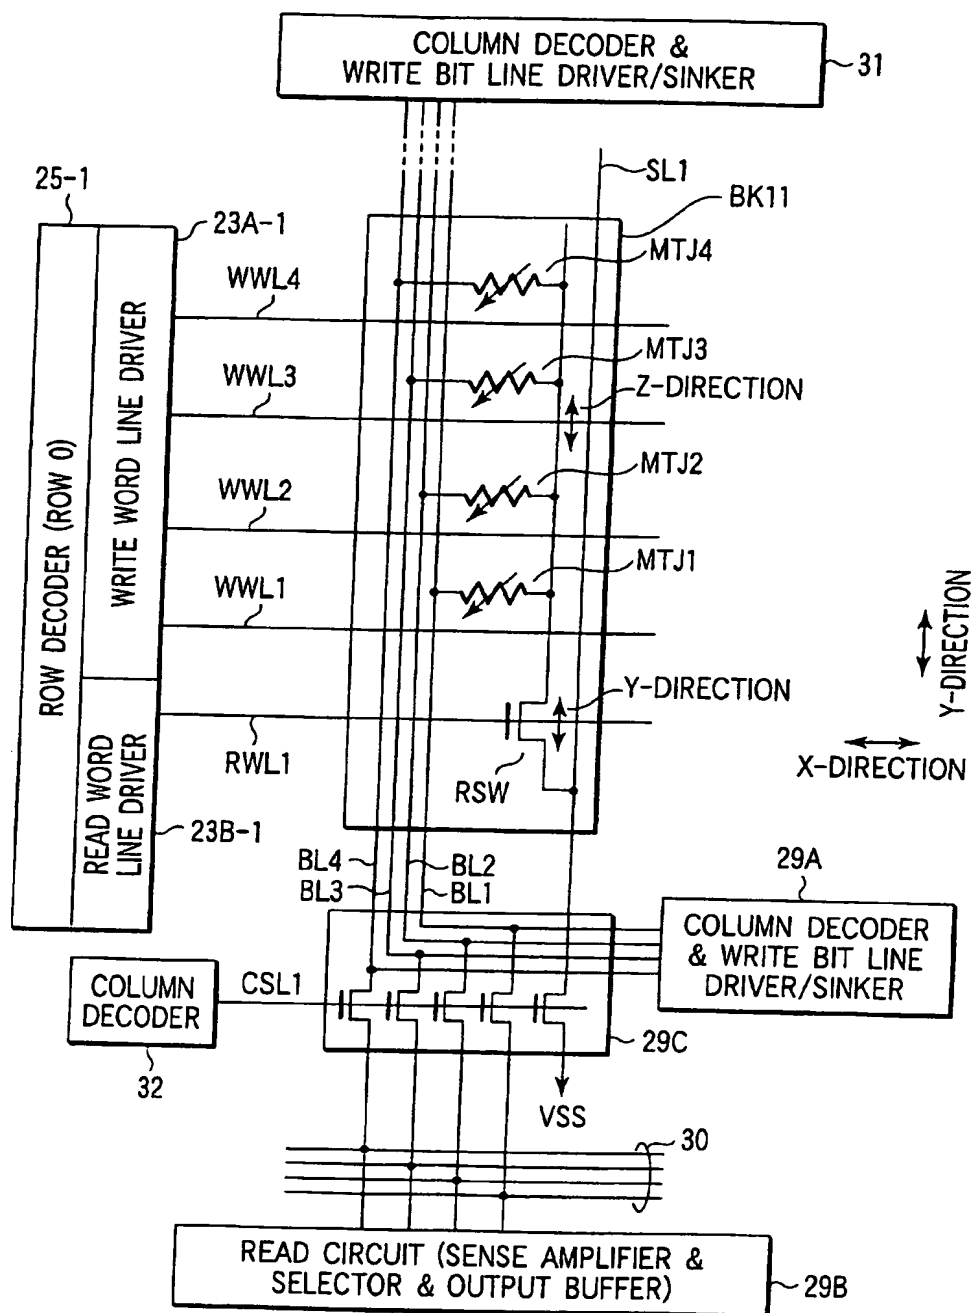 COLUMN DECODER &
WRITE BIT LINE DRIVER/SINKER
31
SL1
25-1
BK11
23A-1
MTJ4
WWL4
MTJ3
WWL3
Z-DIRECTION
MTJ2
WWL2
MTJ1
WWL1
ROW DECODER (ROW 0)
WRITE WORD LINE DRIVER
READ WORD
LINE DRIVER
Y-DIRECTION
Y-DIRECTION
X-DIRECTION
RWL1
RSW
23B-1
BL4
BL2
BL3
BL1
29A
COLUMN DECODER
& WRITE BIT LINE
DRIVER/SINKER
COLUMN
DECODER
CSL1
32
29C
VSS
30
READ CIRCUIT (SENSE AMPLIFIER &
SELECTOR & OUTPUT BUFFER)
29B